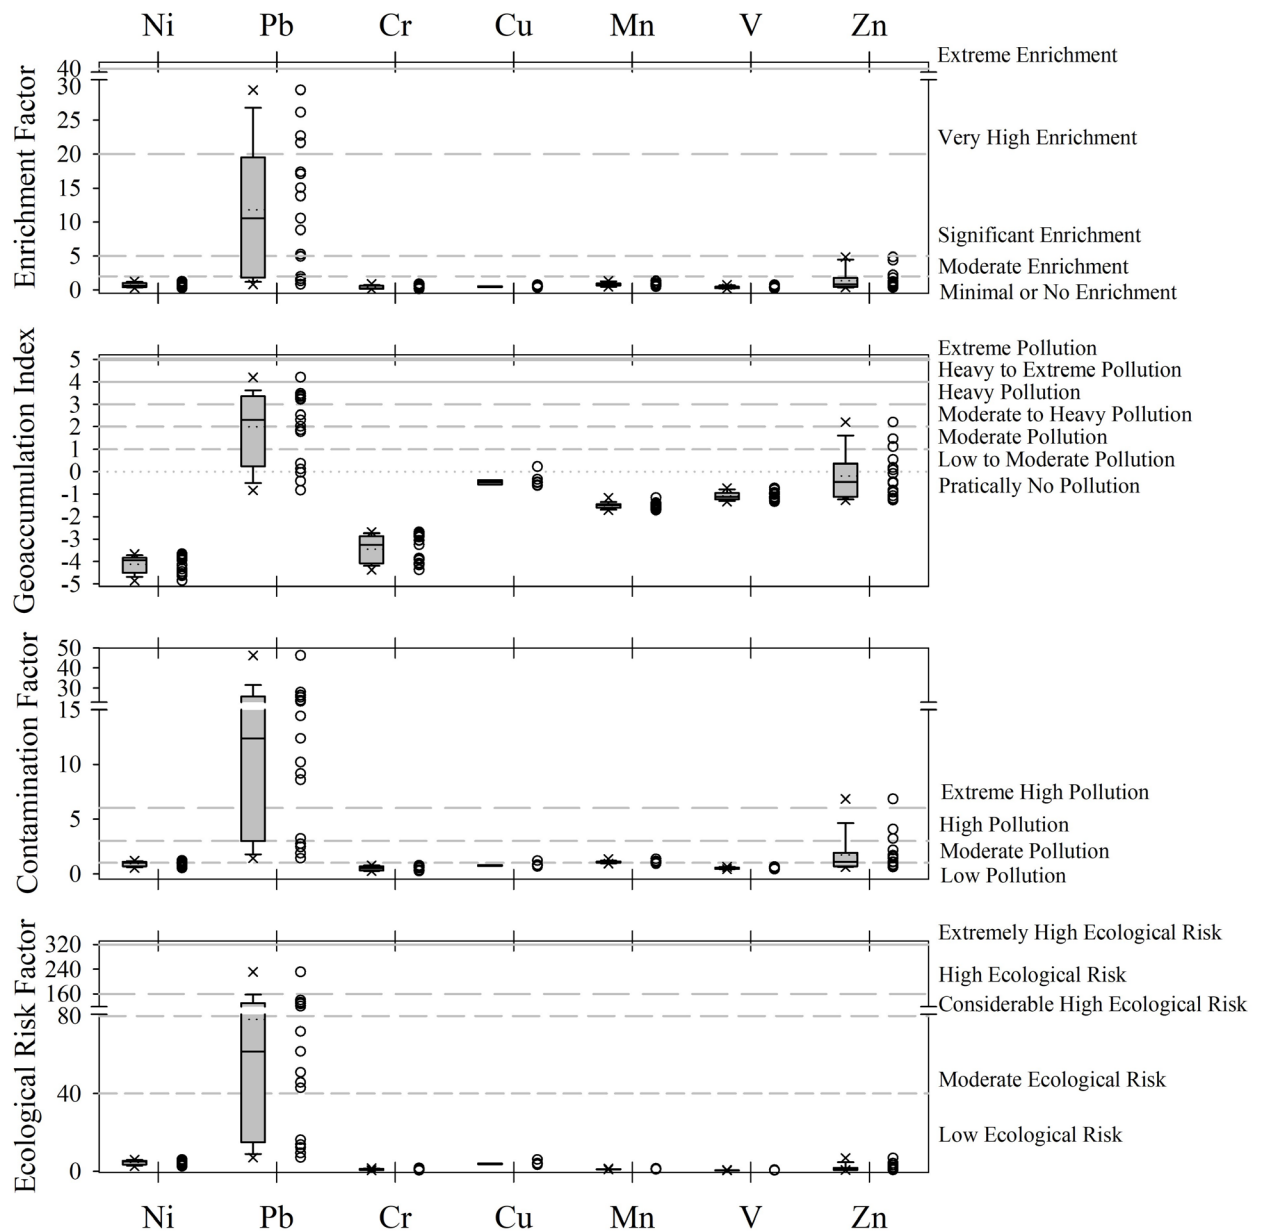 Ni Pb Cr Cu Mn V Zn
Enrichment Factor
40
30
25
20
15
10
5
0
Extreme Enrichment
Very High Enrichment
Significant Enrichment
Moderate Enrichment
Minimal or No Enrichment
Geoaccumulation Index
5
4
3
2
1
0
-1
-2
-3
-4
-5
Extreme Pollution
Heavy to Extreme Pollution
Heavy Pollution
Moderate to Heavy Pollution
Moderate Pollution
Low to Moderate Pollution
Pratically No Pollution
Contamination Factor
50
40
30
15
10
5
0
Extreme High Pollution
High Pollution
Moderate Pollution
Low Pollution
Ecological Risk Factor
320
240
160
80
40
0
Extremely High Ecological Risk
High Ecological Risk
Considerable High Ecological Risk
Moderate Ecological Risk
Low Ecological Risk
Ni Pb Cr Cu Mn V Zn